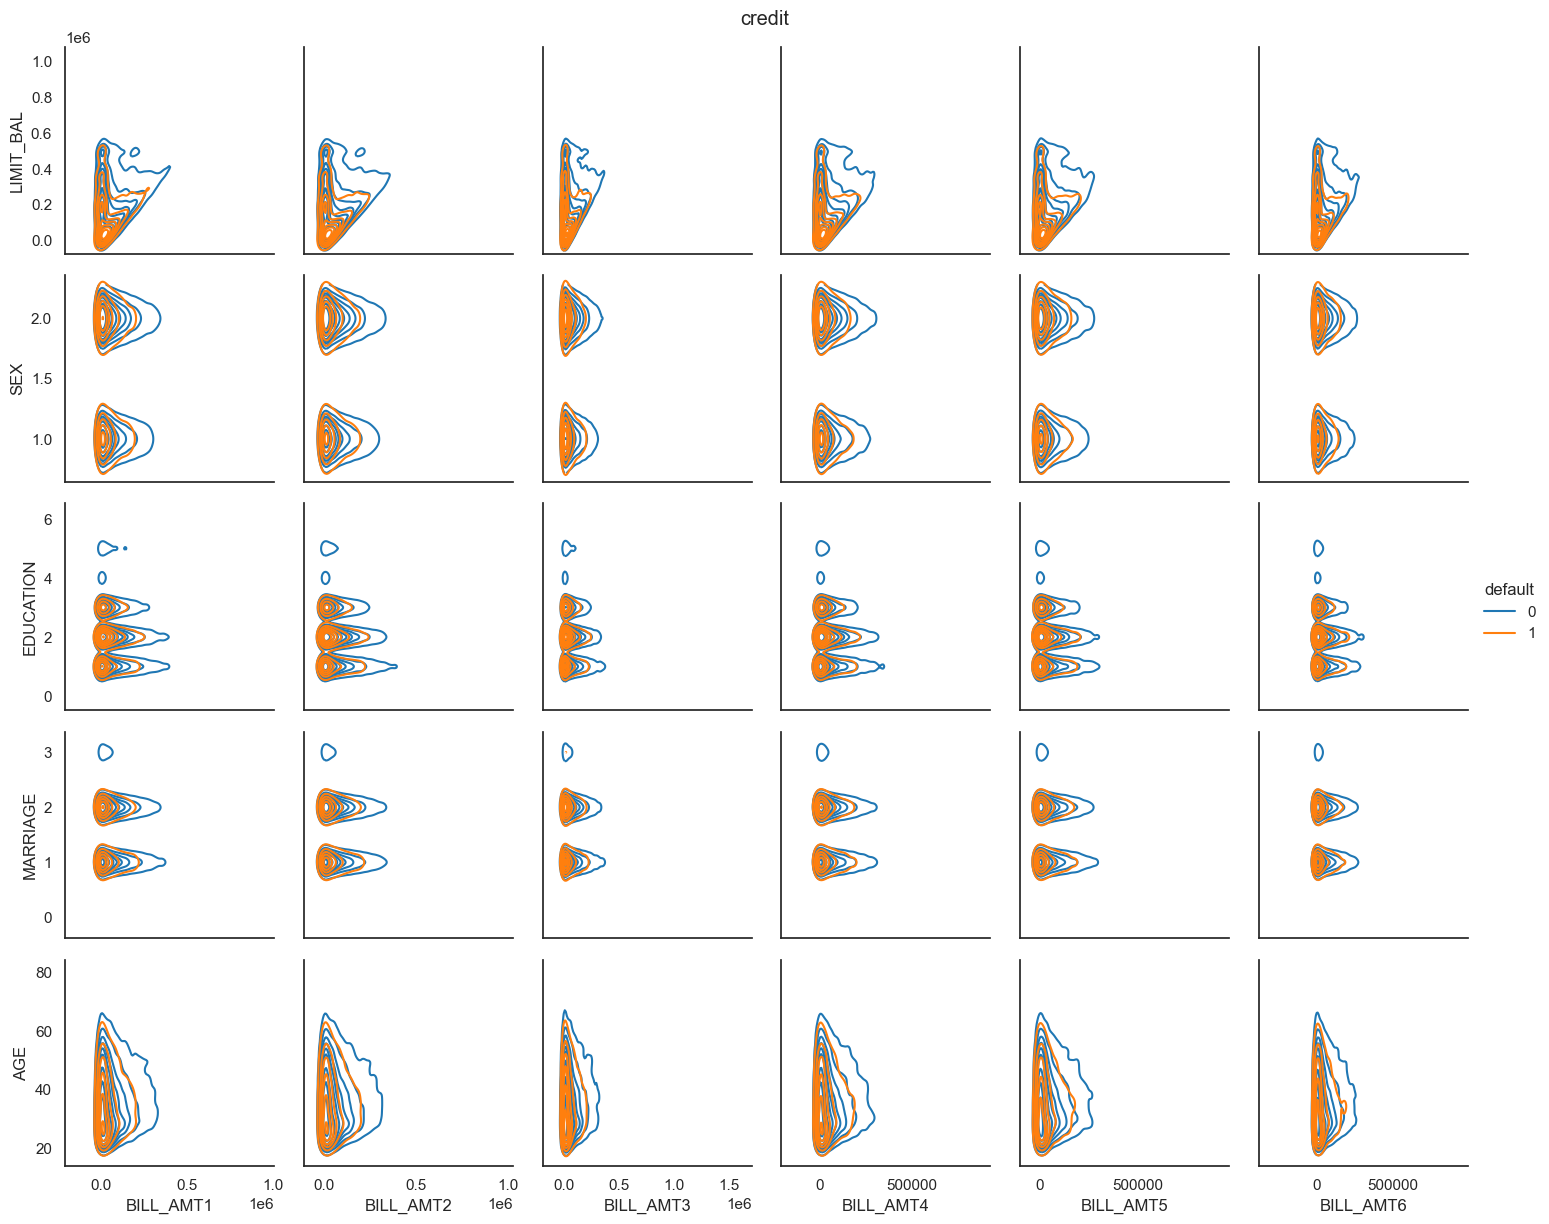 credit
1e6
1.0
0.8
0.6
0.4
0.2
0.0
LIMIT_BAL
2.0
1.5
1.0
SEX
6
4
2
0
EDUCATION
default
0
1
3
2
1
0
MARRIAGE
80
60
40
20
AGE
0.0 0.5 1.0 0.0 0.5 1.0 0.0 0.5 1.0 1.5 0 500000 0 500000 0 500000
BILL_AMT1 1e6 BILL_AMT2 1e6 BILL_AMT3 1e6 BILL_AMT4 BILL_AMT5 BILL_AMT6